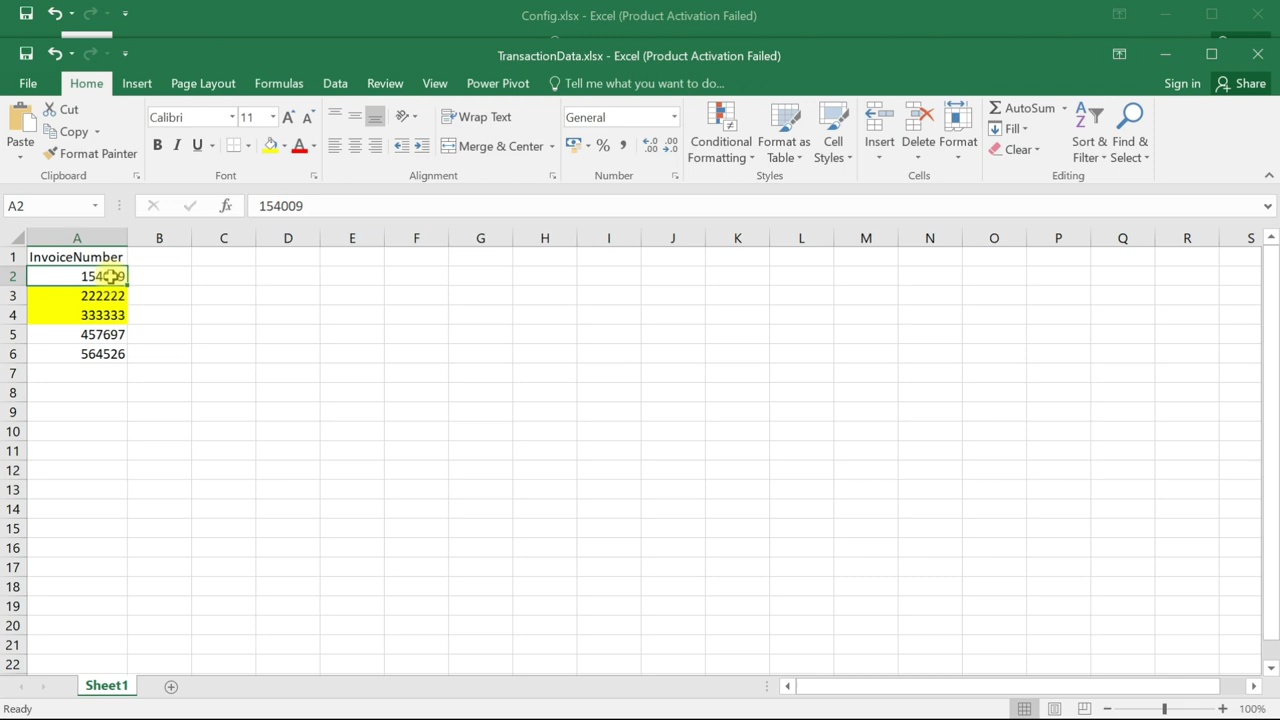 Config.xlsx - Excel (Product Activation Failed)
TransactionData.xlsx - Excel (Product Activation Failed)
File Home Insert Page Layout Formulas Data Review View Power Pivot Tell me what you want to do... Sign in Share
Paste
Cut
Copy
Format Painter
Clipboard
Calibri 11
B I U A
Font
Wrap Text
Merge & Center
Alignment
General
% ,
Number
Conditional Formatting
Format as Table
Cell Styles
Styles
Insert Delete Format
Cells
AutoSum
Fill
Clear
Sort & Filter
Find & Select
Editing
A2 fx 154009
A B C D E F G H I J K L M N O P Q R S
1 InvoiceNumber
2 154009
3 222222
4 333333
5 457697
6 564526
7
8
9
10
11
12
13
14
15
16
17
18
19
20
21
22
Sheet1
Ready 100%